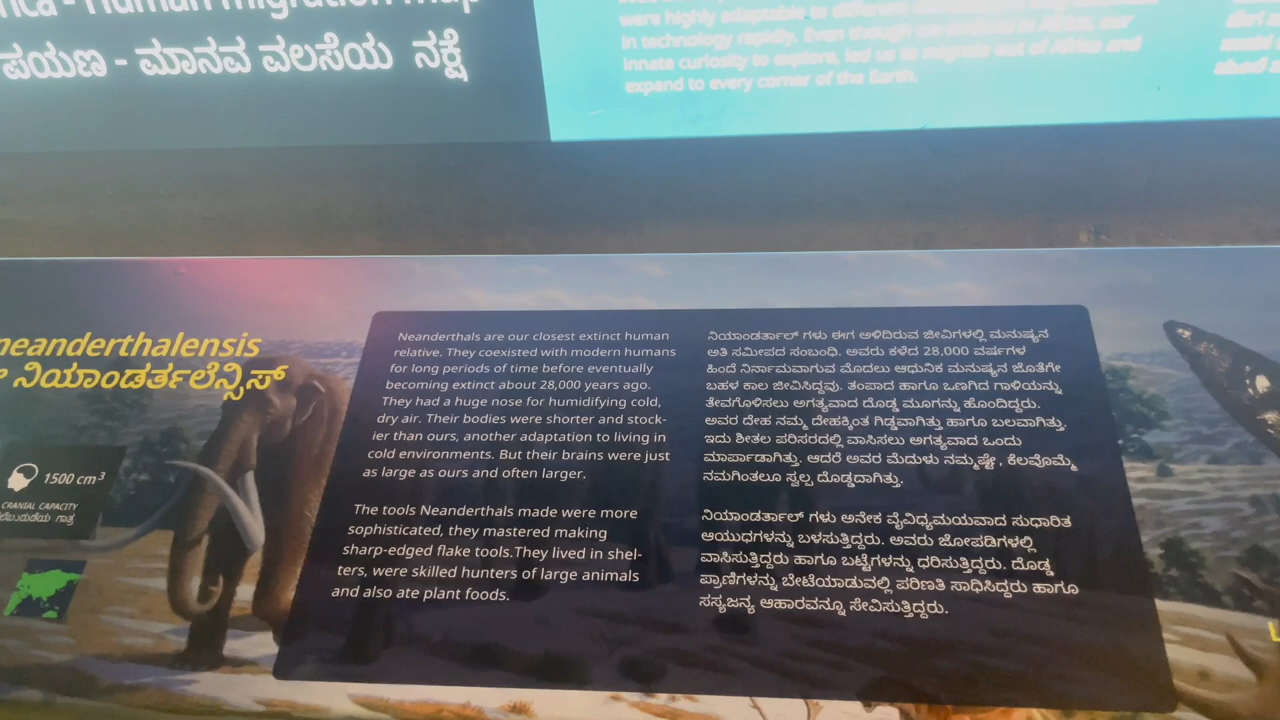 Human migration map
ಪಯಣ - ಮಾನವ ವಲಸೆಯ ನಕ್ಷೆ
were highly adaptable to different
in technology rapidly. Even though we evolved in Africa, our
innate curiosity to explore, led us to migrate out of Africa and
expand to every corner of the Earth.
neanderthalensis
ನಿಯಾಂಡರ್ತಲೆನ್ಸಿಸ್
1500 cm³
CRANIAL CAPACITY
ಗಾತ್ರ
Neanderthals are our closest extinct human
relative. They coexisted with modern humans
for long periods of time before eventually
becoming extinct about 28,000 years ago.
They had a huge nose for humidifying cold,
dry air. Their bodies were shorter and stock-
ier than ours, another adaptation to living in
cold environments. But their brains were just
as large as ours and often larger.
The tools Neanderthals made were more
sophisticated, they mastered making
sharp-edged flake tools.They lived in shel-
ters, were skilled hunters of large animals
and also ate plant foods.
ನಿಯಾಂಡರ್ತಾಲ್ ಗಳು ಈಗ ಅಳಿದಿರುವ ಜೀವಿಗಳಲ್ಲಿ ಮನುಷ್ಯನ
ಅತಿ ಸಮೀಪದ ಸಂಬಂಧಿ. ಅವರು ಕಳೆದ 28,000 ವರ್ಷಗಳ
ಹಿಂದೆ ನಿರ್ನಾಮವಾಗುವ ಮೊದಲು ಆಧುನಿಕ ಮನುಷ್ಯನ ಜೊತೆಗೇ
ಬಹಳ ಕಾಲ ಜೀವಿಸಿದ್ದವು. ತಂಪಾದ ಹಾಗೂ ಒಣಗಿದ ಗಾಳಿಯನ್ನು
ತೇವಗೊಳಿಸಲು ಅಗತ್ಯವಾದ ದೊಡ್ಡ ಮೂಗನ್ನು ಹೊಂದಿದ್ದರು.
ಅವರ ದೇಹ ನಮ್ಮ ದೇಹಕ್ಕಿಂತ ಗಿಡ್ಡವಾಗಿತ್ತು ಹಾಗೂ ಬಲವಾಗಿತ್ತು.
ಇದು ಶೀತಲ ಪರಿಸರದಲ್ಲಿ ವಾಸಿಸಲು ಅಗತ್ಯವಾದ ಒಂದು
ಮಾರ್ಪಾಡಾಗಿತ್ತು. ಆದರೆ ಅವರ ಮೆದುಳು ನಮ್ಮಷ್ಟೇ , ಕೆಲವೊಮ್ಮೆ
ನಮಗಿಂತಲೂ ಸ್ವಲ್ಪ ದೊಡ್ಡದಾಗಿತ್ತು.
ನಿಯಾಂಡರ್ತಾಲ್ ಗಳು ಅನೇಕ ವೈವಿಧ್ಯಮಯವಾದ ಸುಧಾರಿತ
ಆಯುಧಗಳನ್ನು ಬಳಸುತ್ತಿದ್ದರು. ಅವರು ಜೋಪಡಿಗಳಲ್ಲಿ
ವಾಸಿಸುತ್ತಿದ್ದರು ಹಾಗೂ ಬಟ್ಟೆಗಳನ್ನು ಧರಿಸುತ್ತಿದ್ದರು. ದೊಡ್ಡ
ಪ್ರಾಣಿಗಳನ್ನು ಬೇಟೆಯಾಡುವಲ್ಲಿ ಪರಿಣತಿ ಸಾಧಿಸಿದ್ದರು ಹಾಗೂ
ಸಸ್ಯಜನ್ಯ ಆಹಾರವನ್ನೂ ಸೇವಿಸುತ್ತಿದ್ದರು.